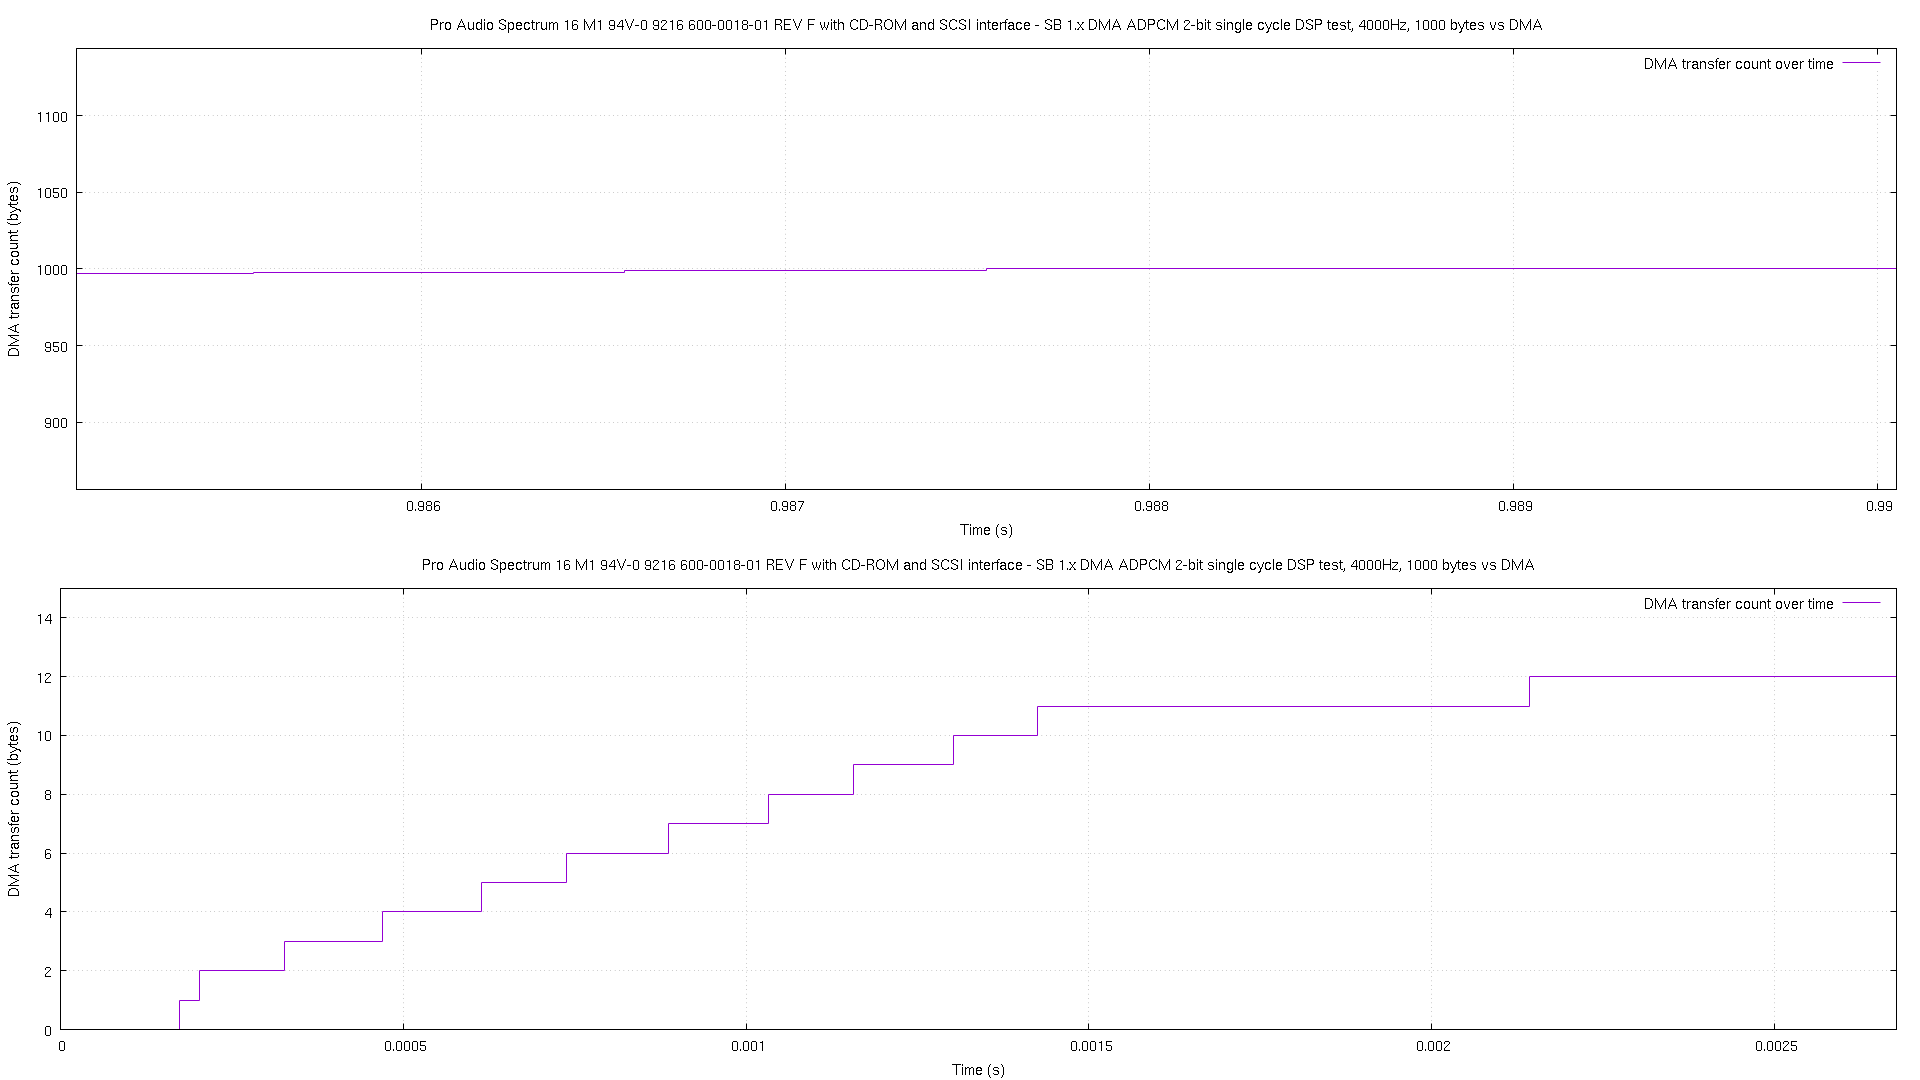 Pro Audio Spectrum 16 M1 94V-0 9216 600-0018-01 REV F with CD-ROM and SCSI interface - SB 1.x DMA ADPCM 2-bit single cycle DSP test, 4000Hz, 1000 bytes vs DMA
DMA transfer count over time
1100
1050
1000
950
900
DMA transfer count (bytes)
0.986 0.987 0.988 0.989 0.99
Time (s)
Pro Audio Spectrum 16 M1 94V-0 9216 600-0018-01 REV F with CD-ROM and SCSI interface - SB 1.x DMA ADPCM 2-bit single cycle DSP test, 4000Hz, 1000 bytes vs DMA
DMA transfer count over time
14
12
10
8
6
4
2
0
DMA transfer count (bytes)
0 0.0005 0.001 0.0015 0.002 0.0025
Time (s)